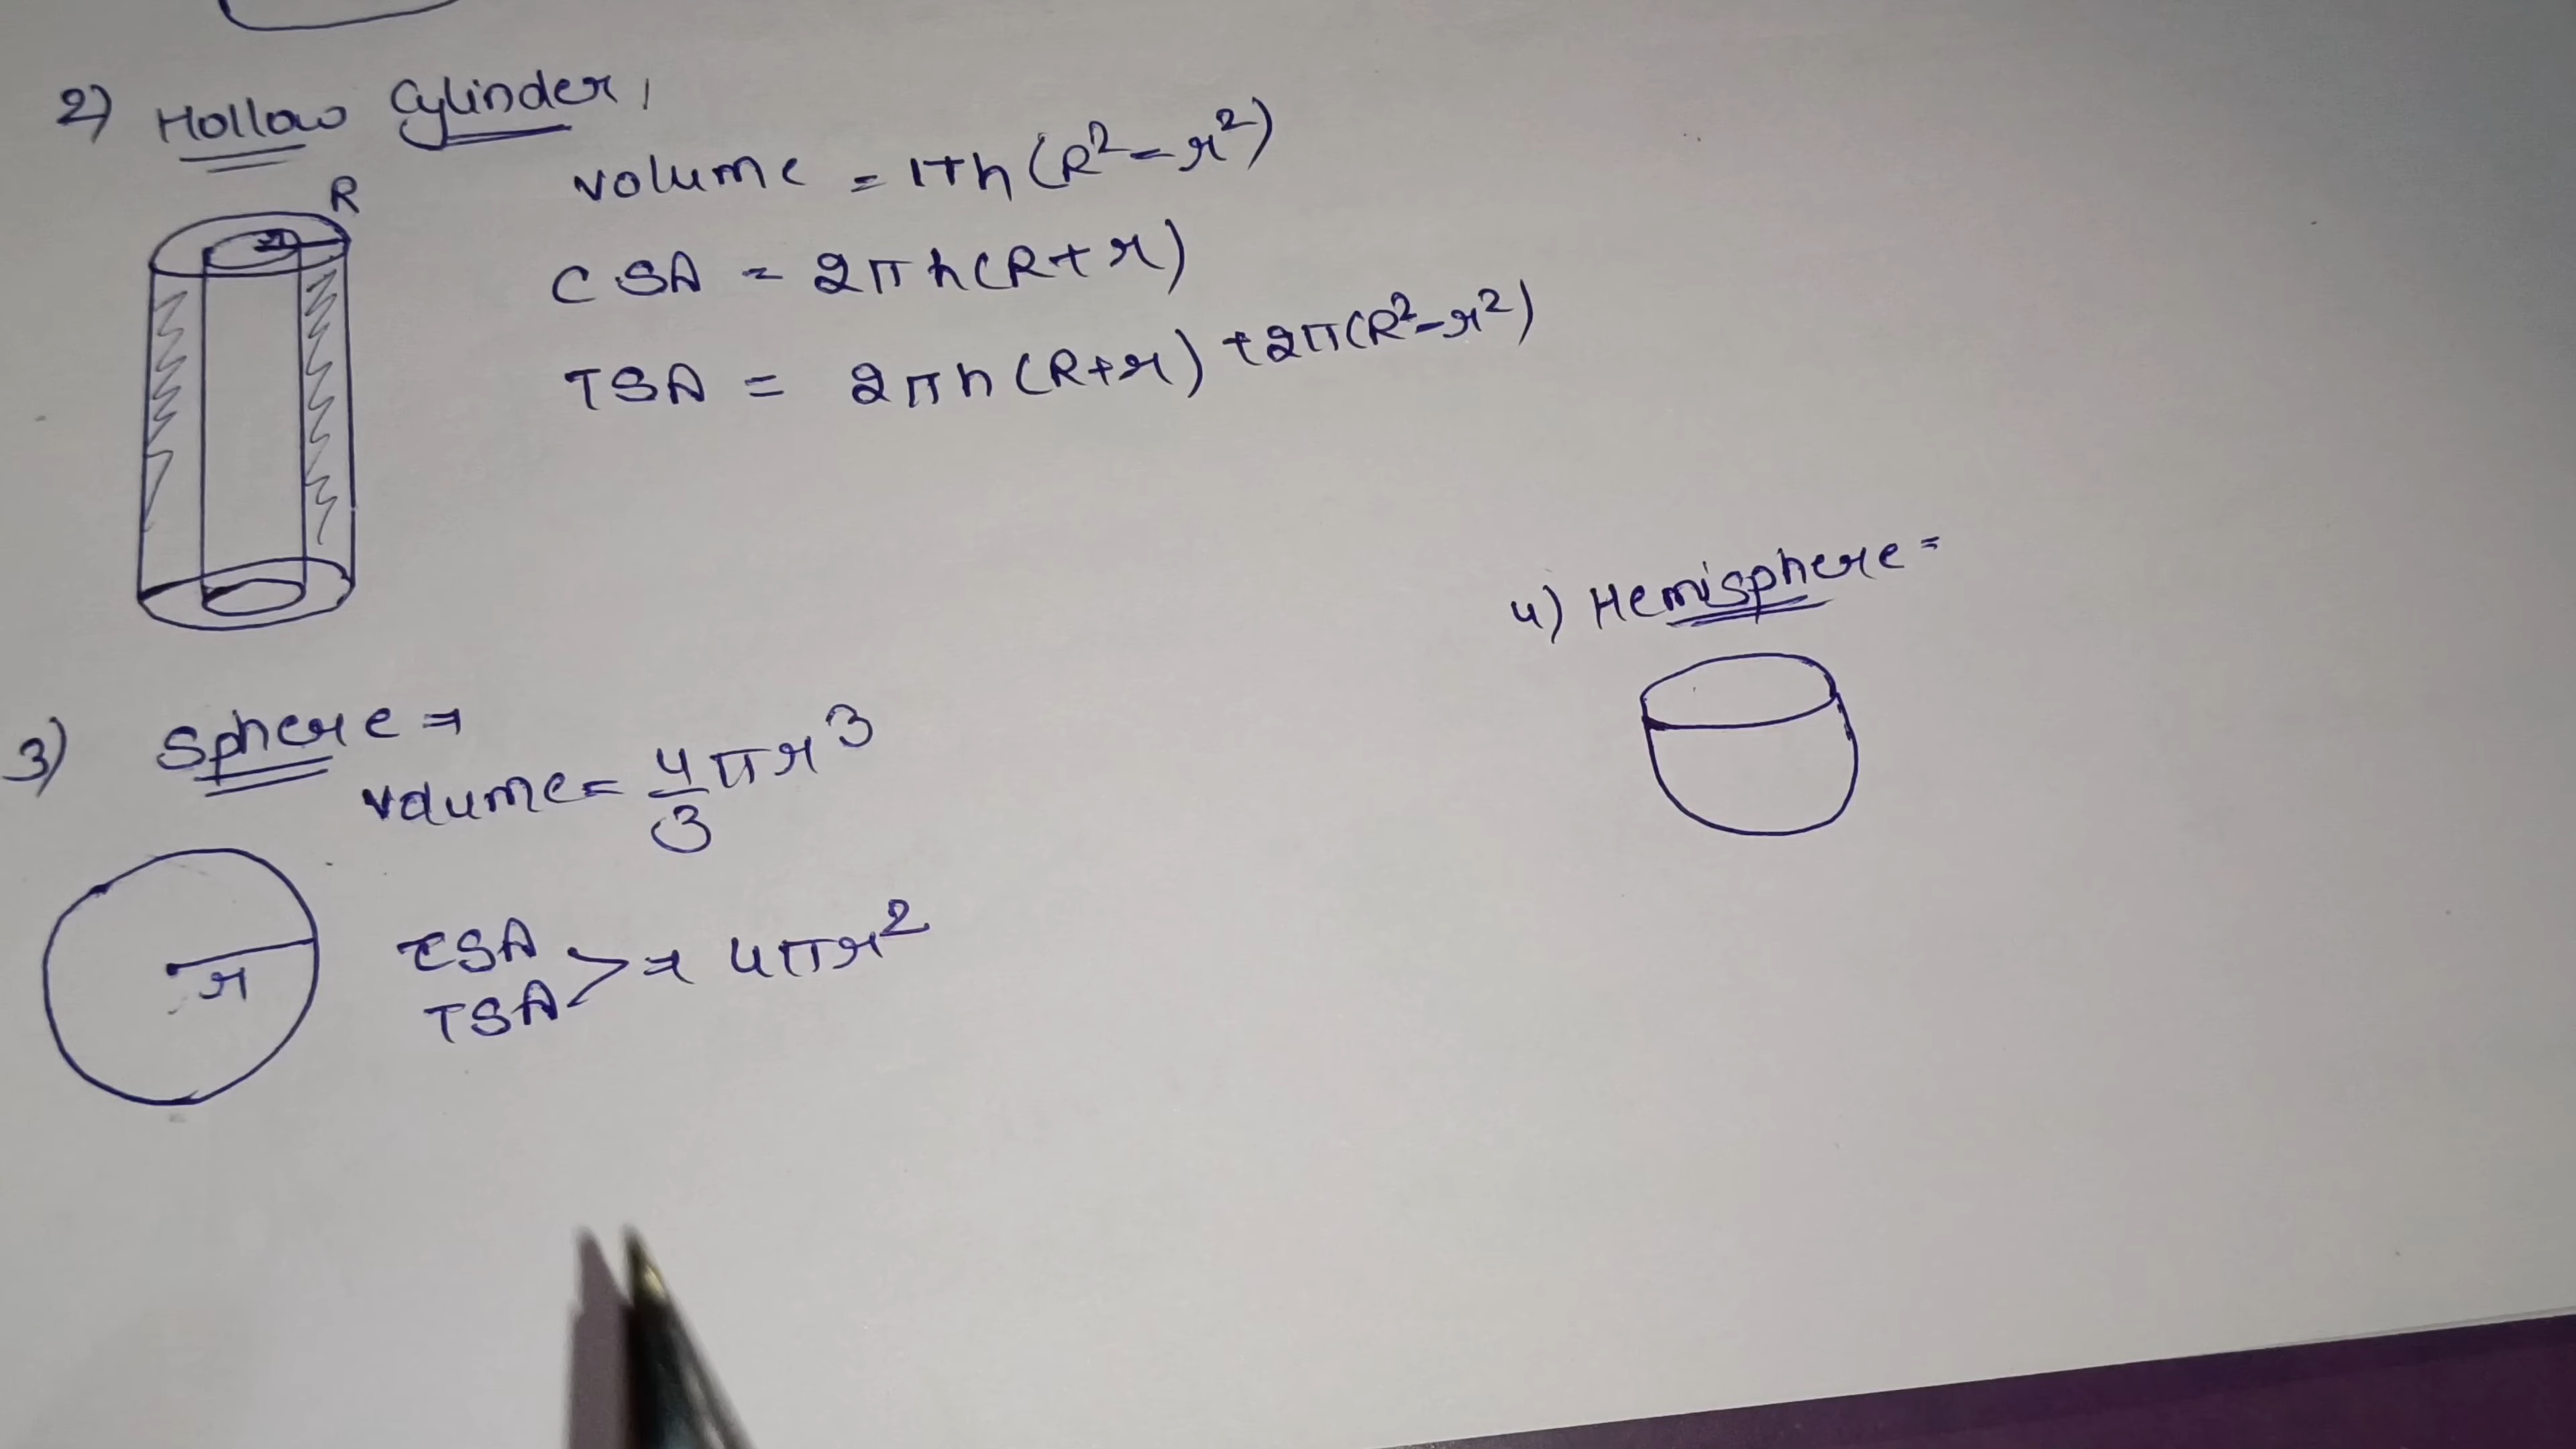 2) Hollow Cylinder,
R
r
volume = πh (R² - r²)
CSA = 2πh(R+r)
TSA = 2πh (R+r) + 2π(R²-r²)
3) Sphere =
volume = 4/3 πr³
r
CSA
TSA > = 4πr²
4) Hemisphere =